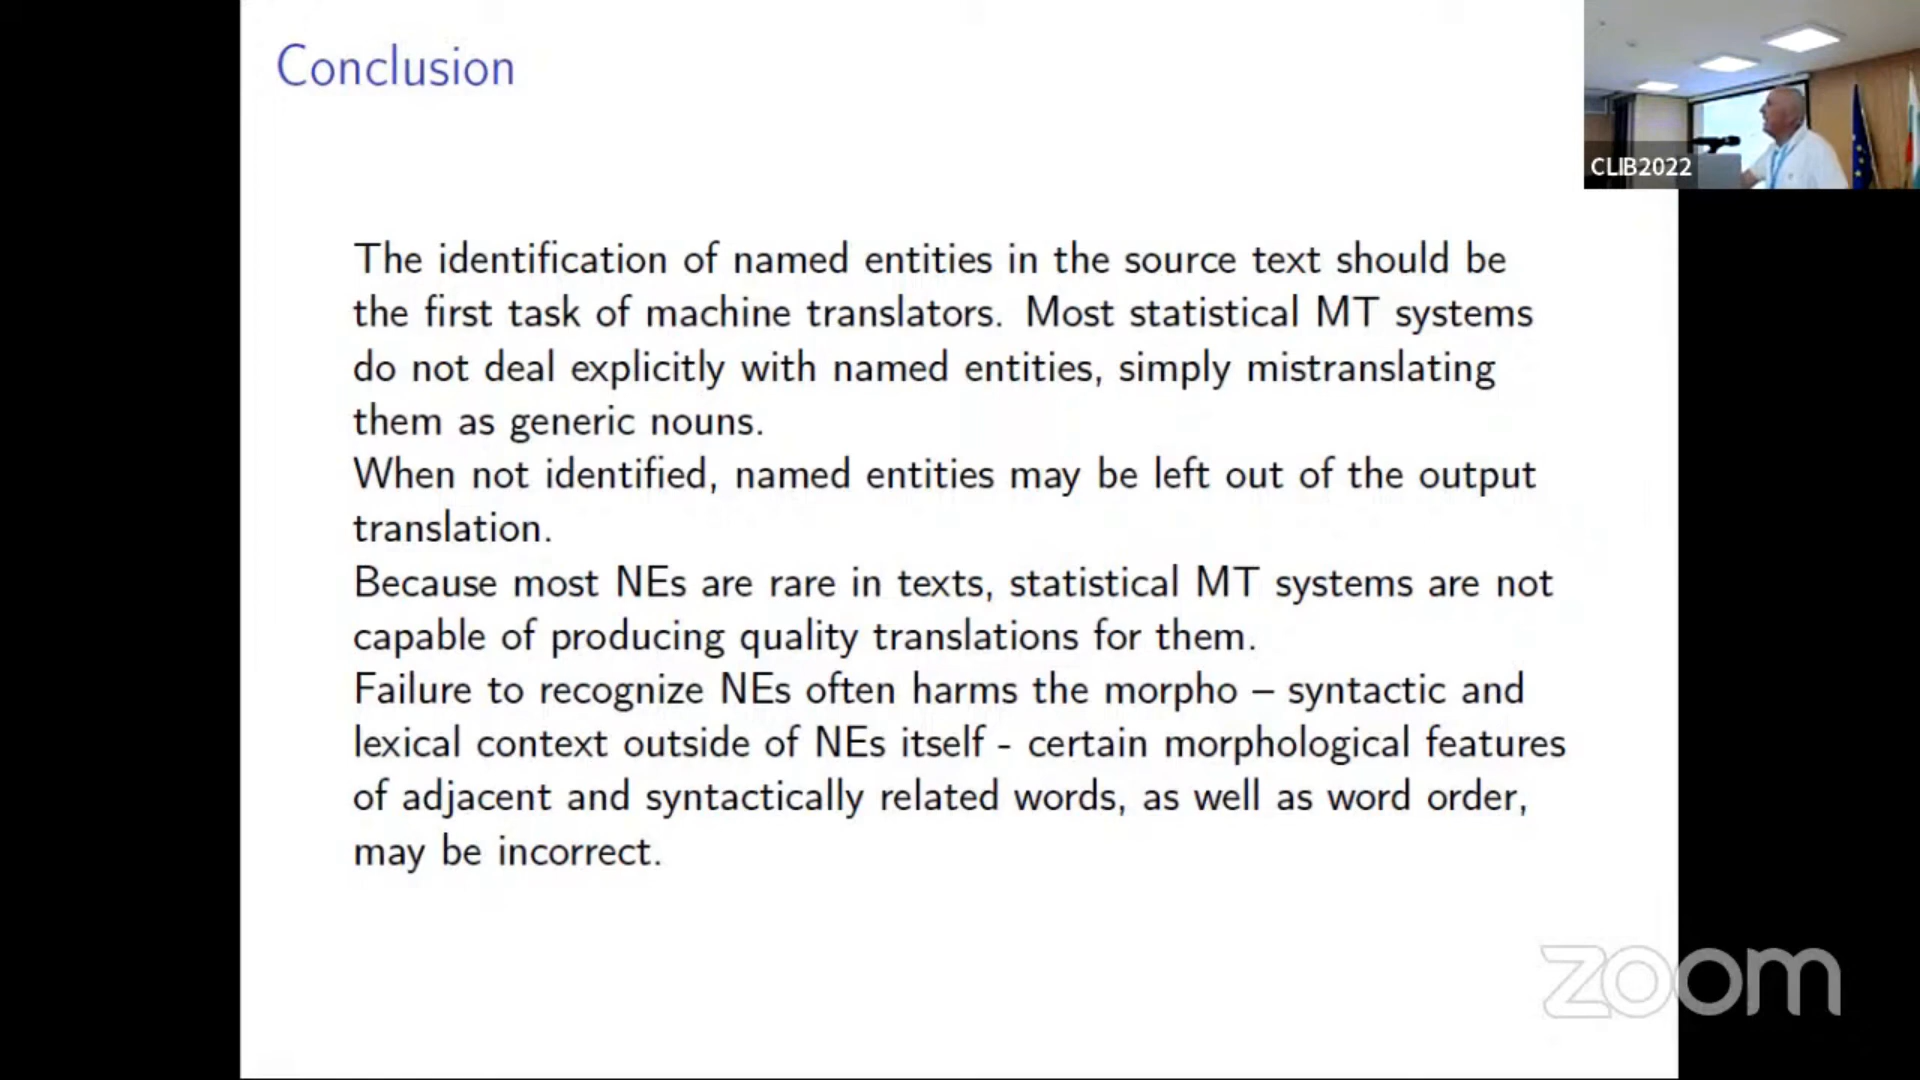 Conclusion
CLIB2022
The identification of named entities in the source text should be
the first task of machine translators. Most statistical MT systems
do not deal explicitly with named entities, simply mistranslating
them as generic nouns.
When not identified, named entities may be left out of the output
translation.
Because most NEs are rare in texts, statistical MT systems are not
capable of producing quality translations for them.
Failure to recognize NEs often harms the morpho – syntactic and
lexical context outside of NEs itself - certain morphological features
of adjacent and syntactically related words, as well as word order,
may be incorrect.
zoom